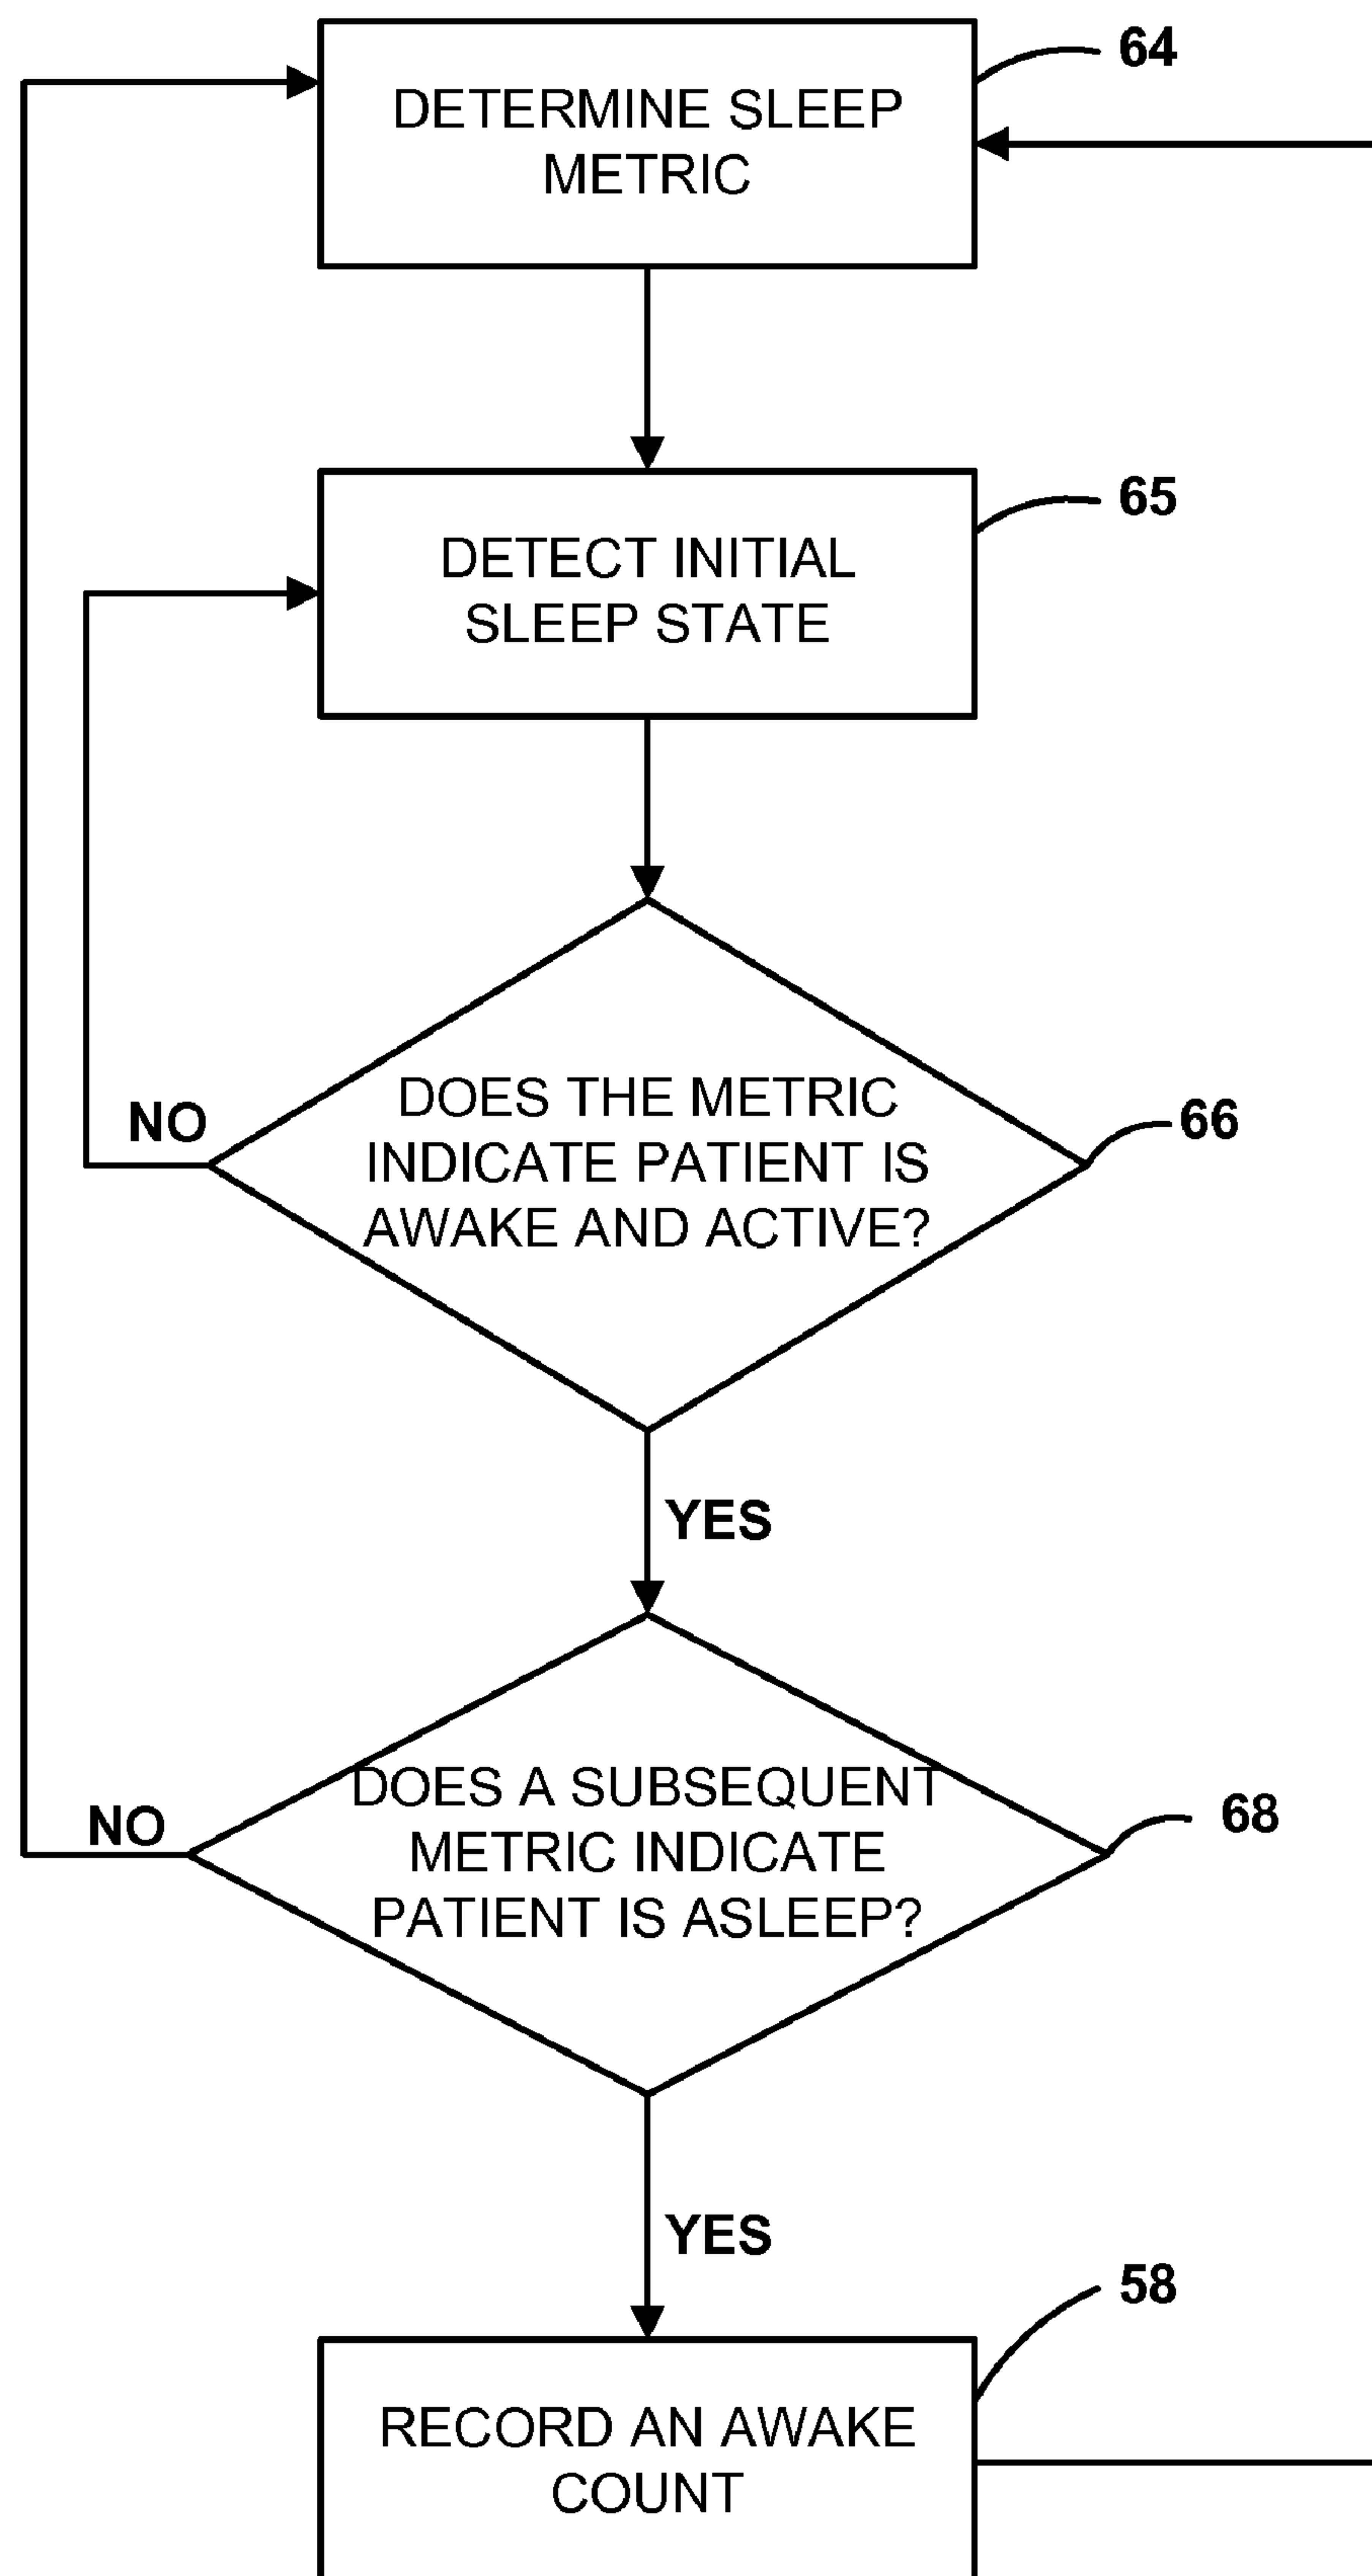 64
DETERMINE SLEEP
METRIC
65
DETECT INITIAL
SLEEP STATE
DOES THE METRIC
INDICATE PATIENT IS
AWAKE AND ACTIVE?
NO
66
YES
DOES A SUBSEQUENT
METRIC INDICATE
PATIENT IS ASLEEP?
NO
68
YES
58
RECORD AN AWAKE
COUNT